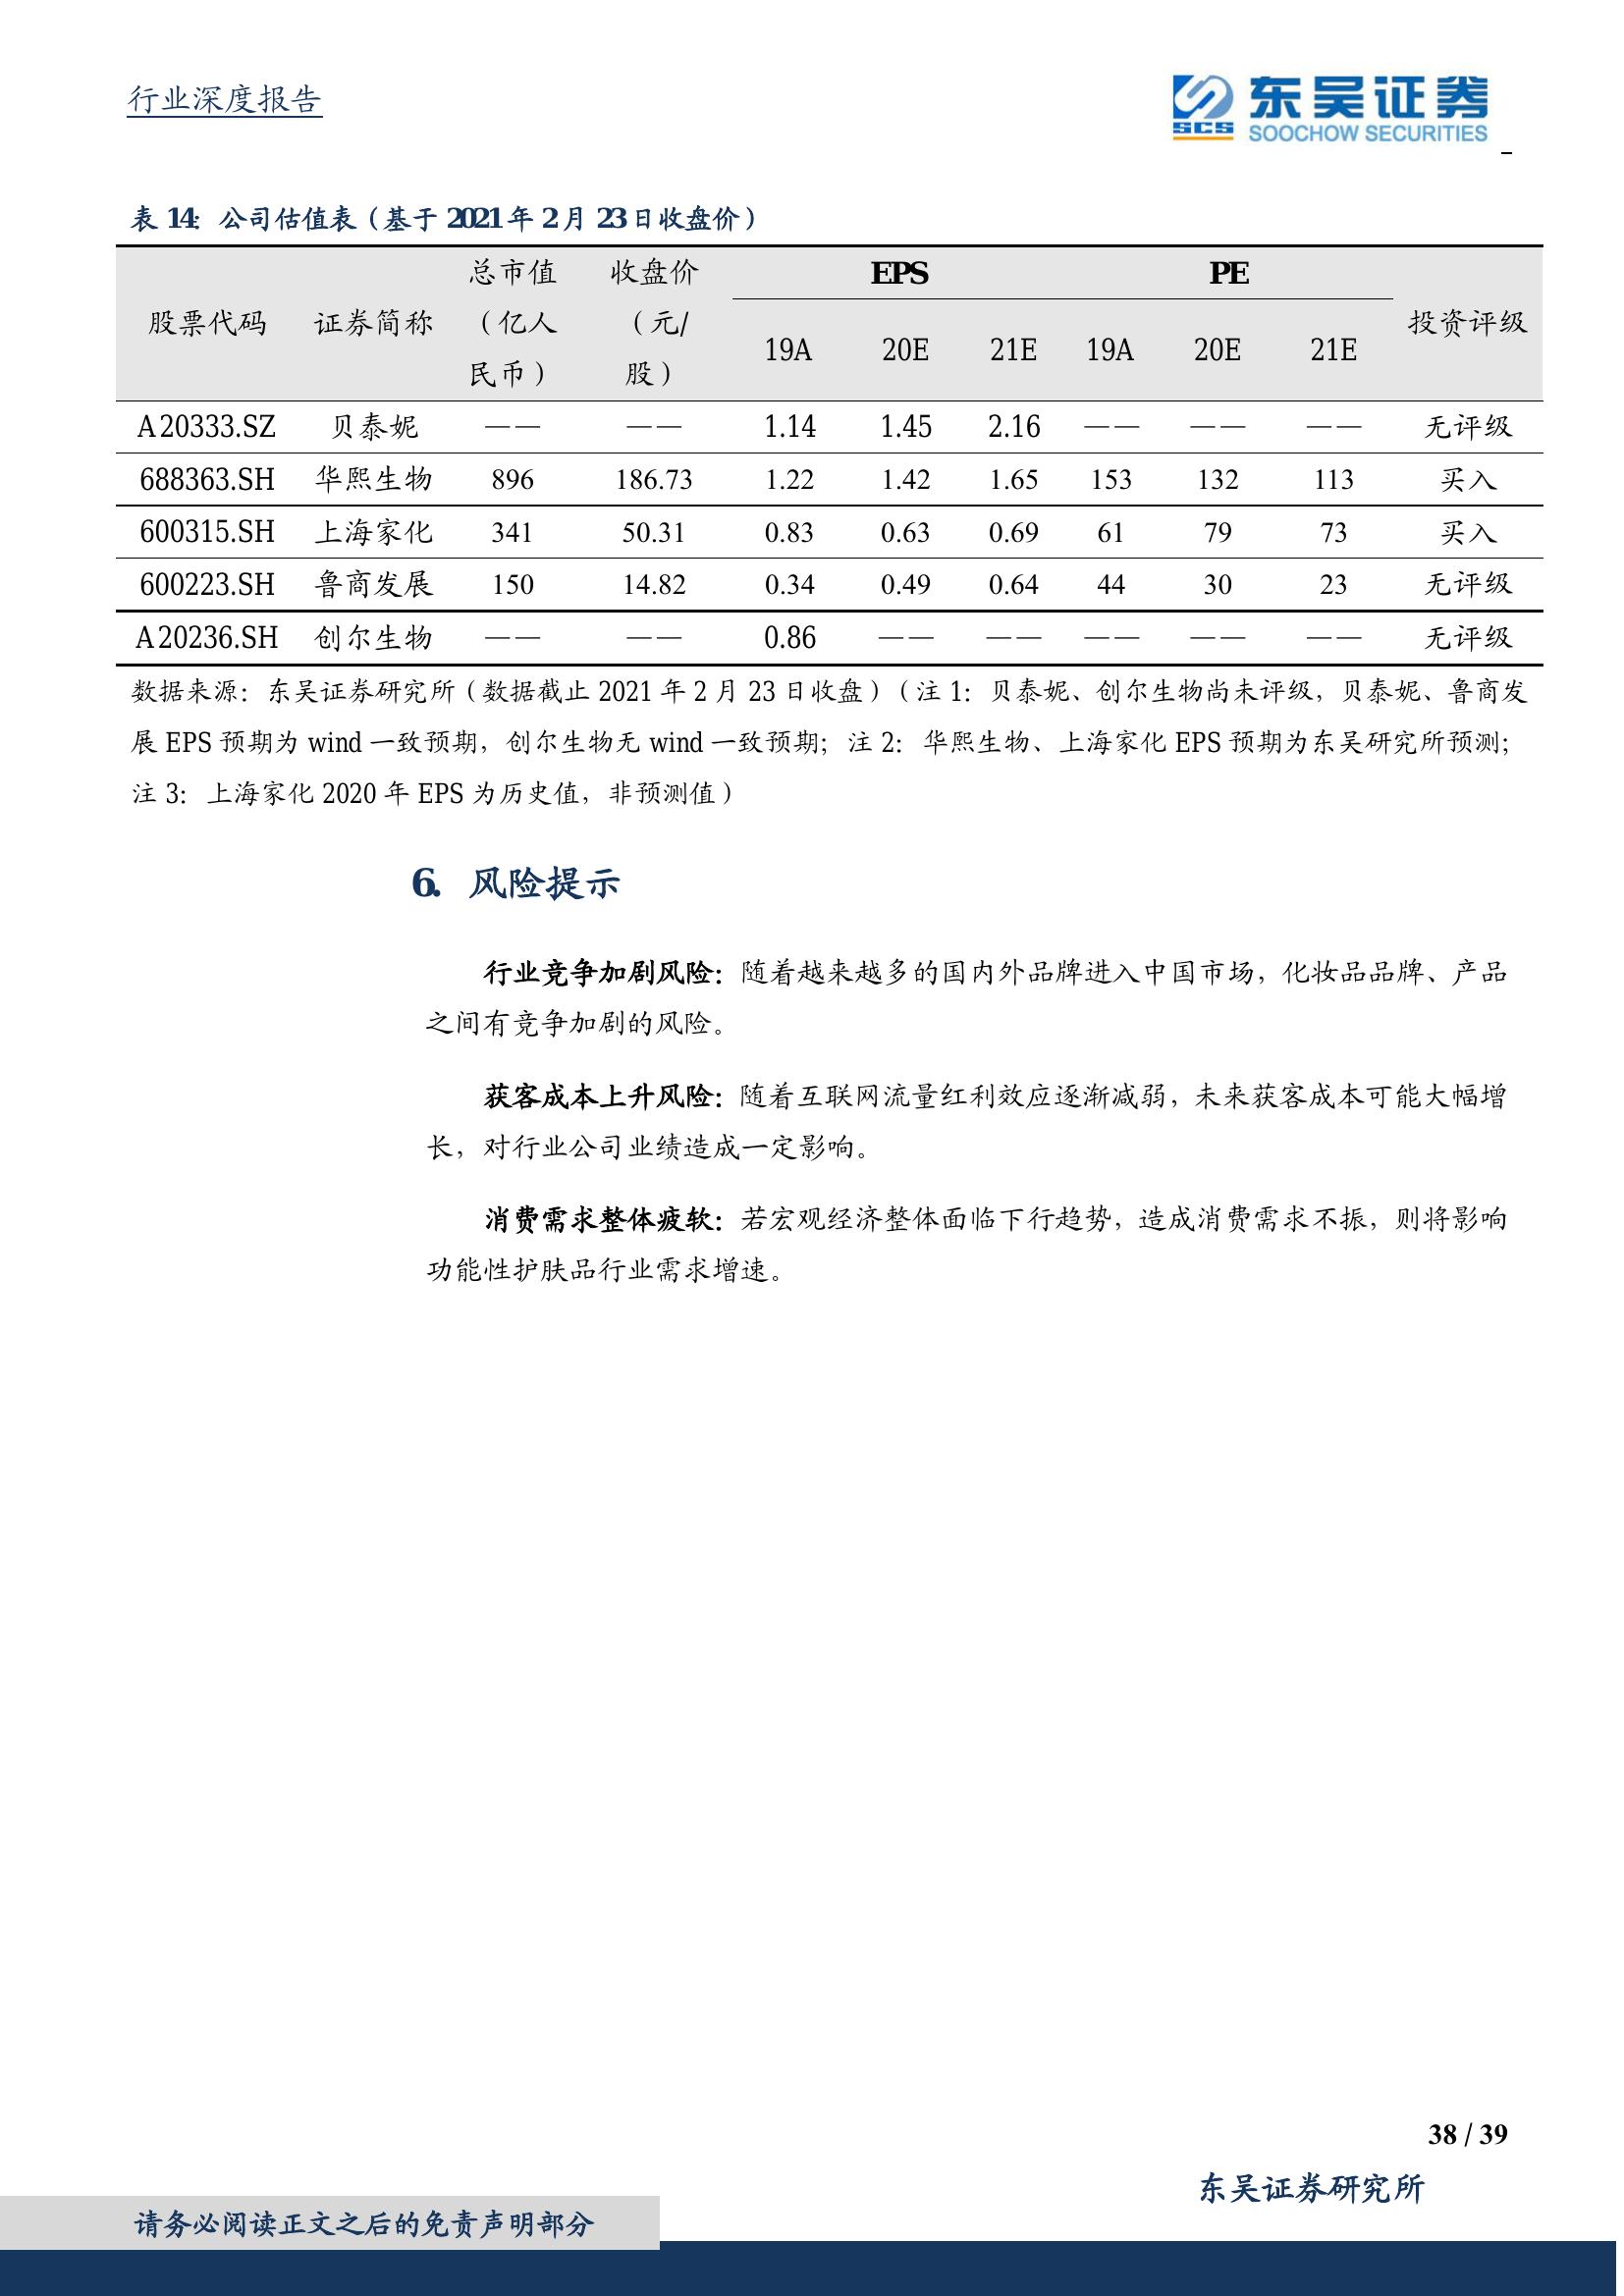 行业深度报告
SCS 东吴证券
SOOCHOW SECURITIES
表 14：公司估值表（基于 2021 年 2 月 23 日收盘价）
股票代码 证券简称 总市值（亿人民币） 收盘价（元/股） EPS PE 投资评级
19A 20E 21E 19A 20E 21E
A20333.SZ 贝泰妮 —— —— 1.14 1.45 2.16 —— —— —— 无评级
688363.SH 华熙生物 896 186.73 1.22 1.42 1.65 153 132 113 买入
600315.SH 上海家化 341 50.31 0.83 0.63 0.69 61 79 73 买入
600223.SH 鲁商发展 150 14.82 0.34 0.49 0.64 44 30 23 无评级
A20236.SH 创尔生物 —— —— 0.86 —— —— —— —— —— 无评级
数据来源：东吴证券研究所（数据截止 2021 年 2 月 23 日收盘）（注 1：贝泰妮、创尔生物尚未评级，贝泰妮、鲁商发
展 EPS 预期为 wind 一致预期，创尔生物无 wind 一致预期；注 2：华熙生物、上海家化 EPS 预期为东吴研究所预测；
注 3：上海家化 2020 年 EPS 为历史值，非预测值）
6. 风险提示
行业竞争加剧风险：随着越来越多的国内外品牌进入中国市场，化妆品品牌、产品
之间有竞争加剧的风险。
获客成本上升风险：随着互联网流量红利效应逐渐减弱，未来获客成本可能大幅增
长，对行业公司业绩造成一定影响。
消费需求整体疲软：若宏观经济整体面临下行趋势，造成消费需求不振，则将影响
功能性护肤品行业需求增速。
38 / 39
东吴证券研究所
请务必阅读正文之后的免责声明部分